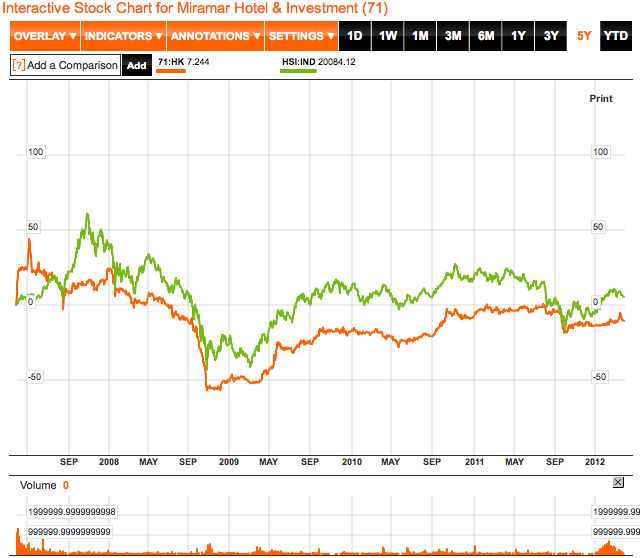 Interactive Stock Chart for Miramar Hotel & Investment (71)
OVERLAY ▼ INDICATORS ▼ ANNOTATIONS ▼ SETTINGS ▼ 1D 1W 1M 3M 6M 1Y 3Y 5Y YTD
[?] Add a Comparison Add 71:HK 7.244 HSI:IND 20084.12
Print
100 100
50 50
0 0
-50 -50
SEP 2008 MAY SEP 2009 MAY SEP 2010 MAY SEP 2011 MAY SEP 2012
Volume 0
1999999.9999999998 1999999.99
999999.9999999999 999999.999